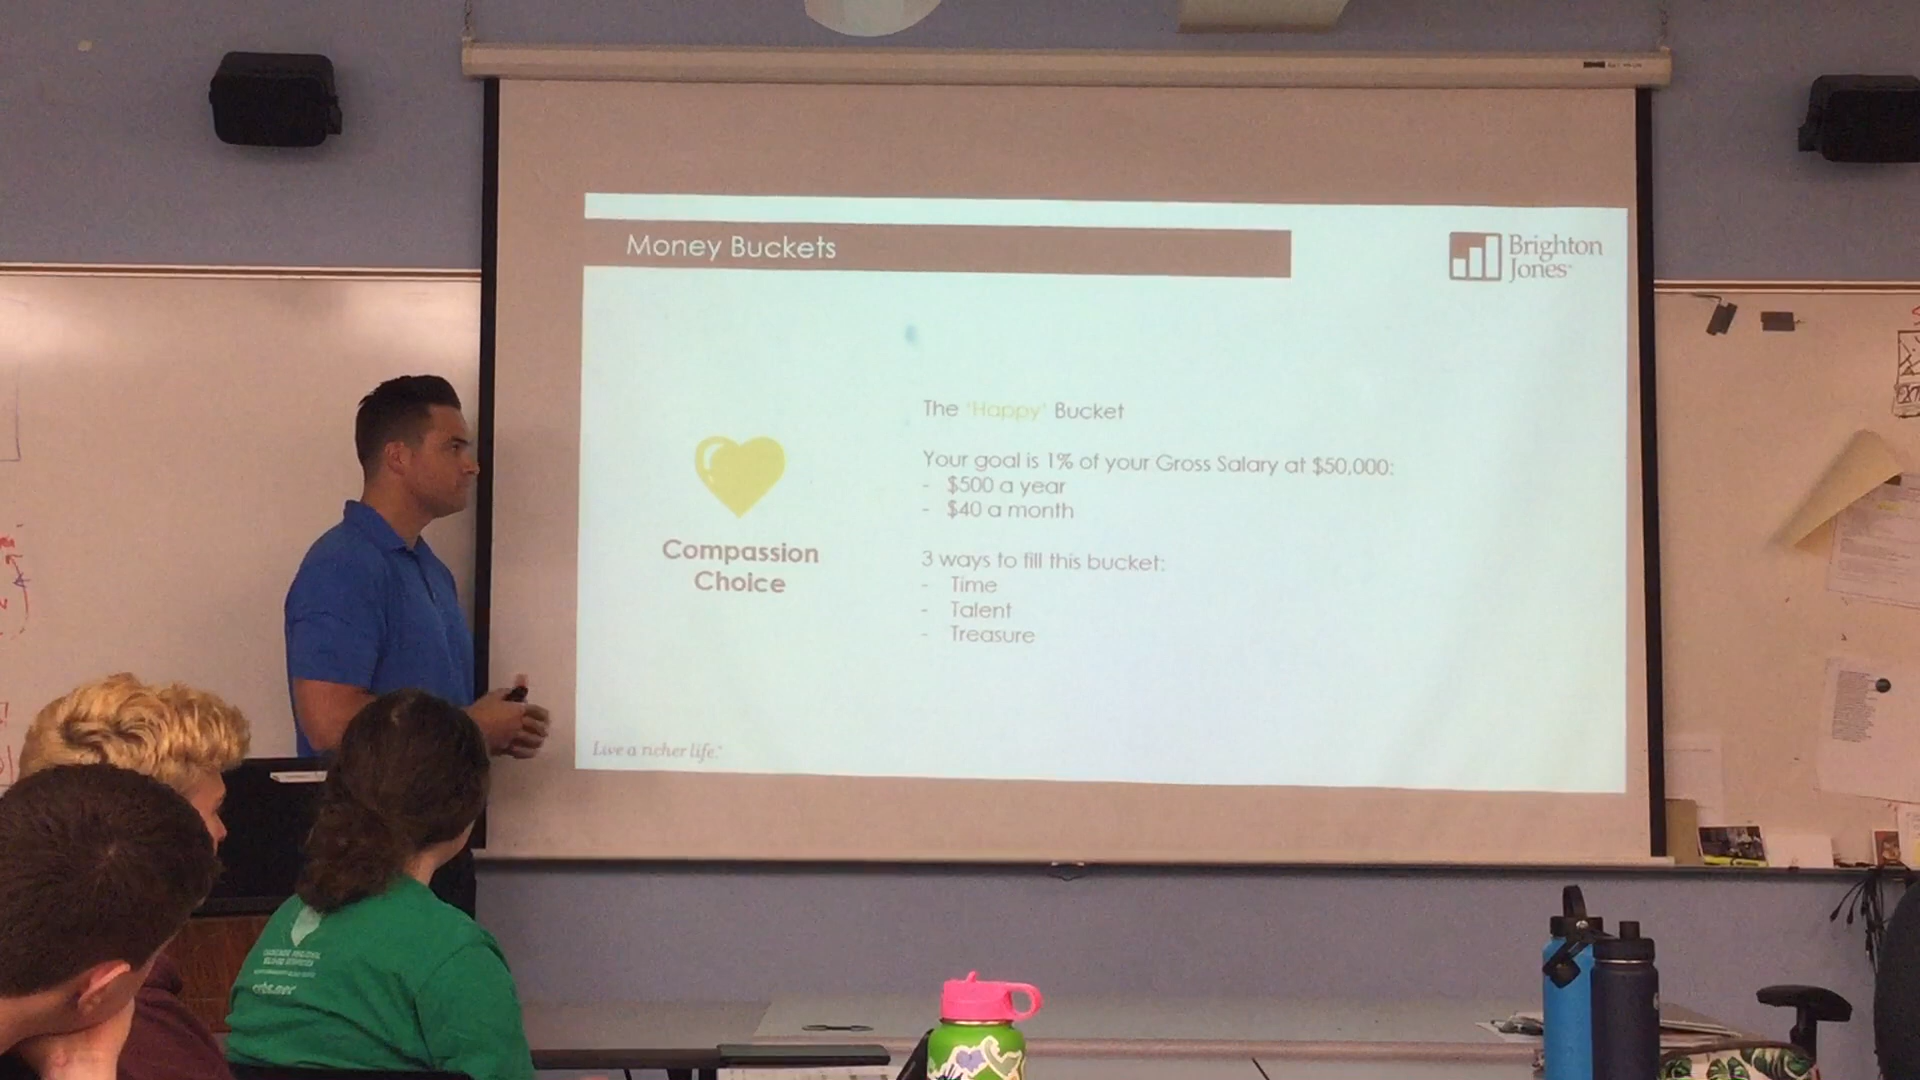 Money Buckets
Brighton
Jones
The 'Happy' Bucket
Your goal is 1% of your Gross Salary at $50,000:
- $500 a year
- $40 a month
Compassion
Choice
3 ways to fill this bucket:
- Time
- Talent
- Treasure
Live a richer life.